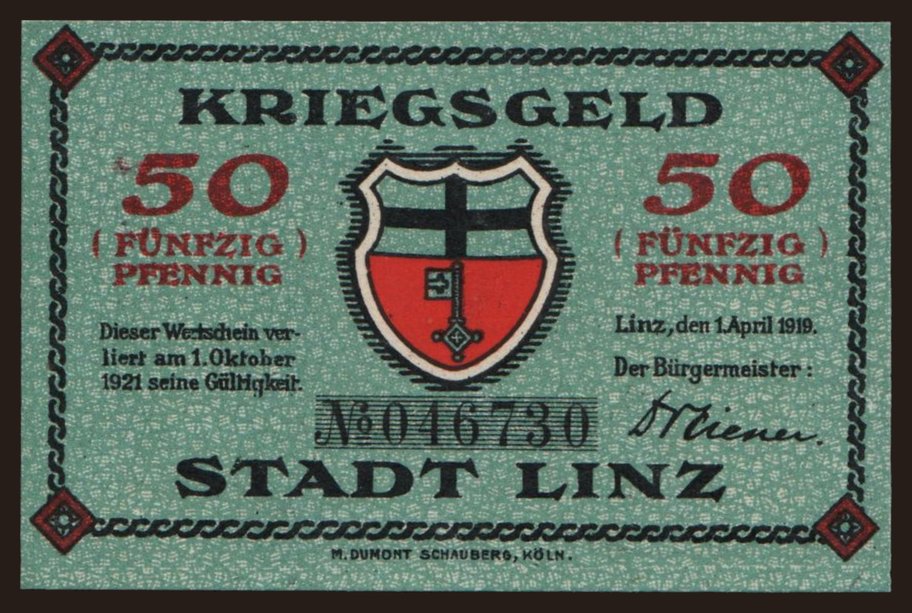 KRIEGSGELD
50
(FÜNFZIG)
PFENNIG
50
(FÜNFZIG)
PFENNIG
Dieser Wertschein ver-
liert am 1. Oktober
1921 seine Gültigkeit.
Linz, den 1. April 1919.
Der Bürgermeister:
№046730
STADT LINZ
M. DUMONT SCHAUBERG, KÖLN.